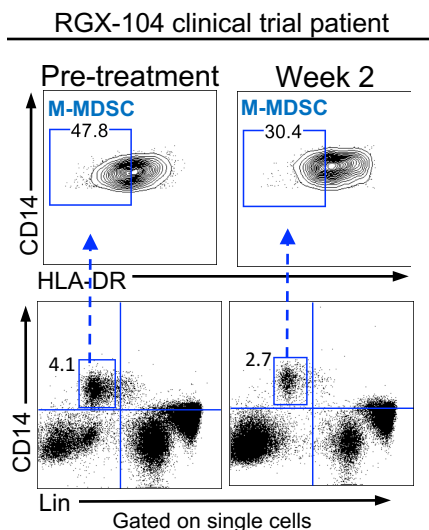 RGX-104 clinical trial patient
Pre-treatment
Week 2
M-MDSC
47.8
M-MDSC
30.4
CD14
HLA-DR
4.1
2.7
CD14
Lin
Gated on single cells